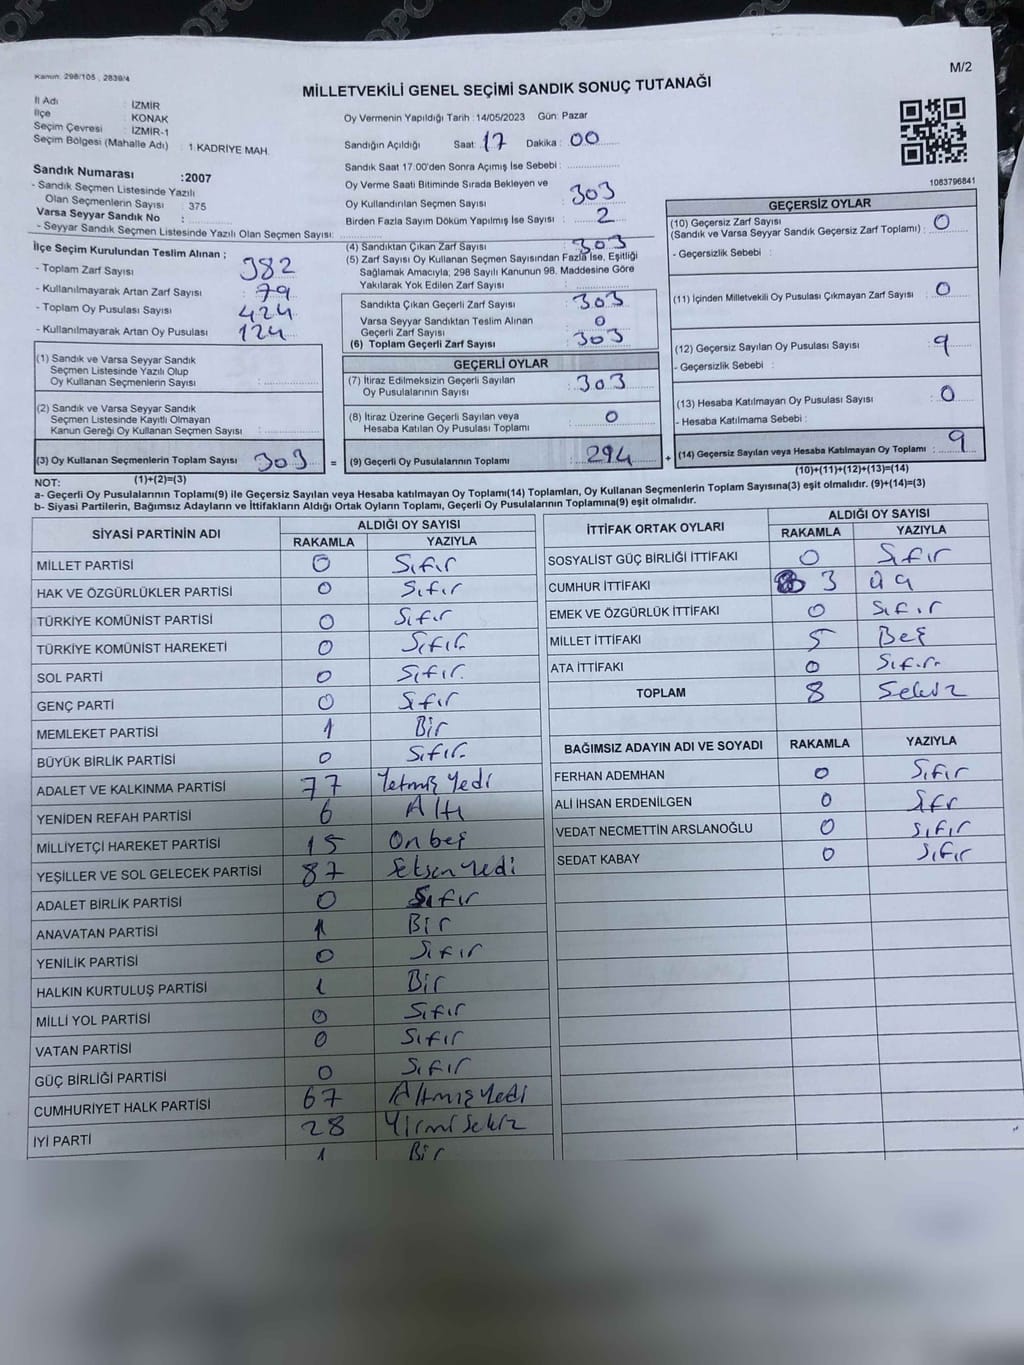 M/2
Kanun: 298/105 , 2839/4
MİLLETVEKİLİ GENEL SEÇİMİ SANDIK SONUÇ TUTANAĞI
İl Adı : İZMİR
İlçe : KONAK
Seçim Çevresi : İZMİR-1
Seçim Bölgesi (Mahalle Adı) : 1.KADRİYE MAH.
Sandık Numarası :2007
- Sandık Seçmen Listesinde Yazılı
Olan Seçmenlerin Sayısı : 375
Varsa Seyyar Sandık No :
- Seyyar Sandık Seçmen Listesinde Yazılı Olan Seçmen Sayısı:
Oy Vermenin Yapıldığı Tarih : 14/05/2023 Gün: Pazar
Sandığın Açıldığı Saat: 17 Dakika : 00
Sandık Saat 17:00'den Sonra Açımış İse Sebebi :
Oy Verme Saati Bitiminde Sırada Bekleyen ve
Oy Kullandırılan Seçmen Sayısı : 303
Birden Fazla Sayım Döküm Yapılmış İse Sayısı : 2
1083796841
İlçe Seçim Kurulundan Teslim Alınan ;
- Toplam Zarf Sayısı : 382
- Kullanılmayarak Artan Zarf Sayısı : 79
- Toplam Oy Pusulası Sayısı : 424
- Kullanılmayarak Artan Oy Pusulası : 124
(1) Sandık ve Varsa Seyyar Sandık
Seçmen Listesinde Yazılı Olup
Oy Kullanan Seçmenlerin Sayısı :
(2) Sandık ve Varsa Seyyar Sandık
Seçmen Listesinde Kayıtlı Olmayan
Kanun Gereği Oy Kullanan Seçmen Sayısı :
(3) Oy Kullanan Seçmenlerin Toplam Sayısı : 303 =
(1)+(2)=(3)
(4) Sandıktan Çıkan Zarf Sayısı : 303
(5) Zarf Sayısı Oy Kullanan Seçmen Sayısından Fazla İse, Eşitliği
Sağlamak Amacıyla, 298 Sayılı Kanunun 98. Maddesine Göre
Yakılarak Yok Edilen Zarf Sayısı :
Sandıkta Çıkan Geçerli Zarf Sayısı : 303
Varsa Seyyar Sandıktan Teslim Alınan
Geçerli Zarf Sayısı : 0
(6) Toplam Geçerli Zarf Sayısı : 303
GEÇERLİ OYLAR
(7) İtiraz Edilmeksizin Geçerli Sayılan
Oy Pusulalarının Sayısı : 303
(8) İtiraz Üzerine Geçerli Sayılan veya
Hesaba Katılan Oy Pusulası Toplamı : 0
(9) Geçerli Oy Pusulalarının Toplamı : 294 +
GEÇERSİZ OYLAR
(10) Geçersiz Zarf Sayısı
(Sandık ve Varsa Seyyar Sandık Geçersiz Zarf Toplamı) : 0
- Geçersizlik Sebebi :
(11) İçinden Milletvekili Oy Pusulası Çıkmayan Zarf Sayısı : 0
(12) Geçersiz Sayılan Oy Pusulası Sayısı : 9
- Geçersizlik Sebebi :
(13) Hesaba Katılmayan Oy Pusulası Sayısı : 0
- Hesaba Katılmama Sebebi :
(14) Geçersiz Sayılan veya Hesaba Katılmayan Oy Toplamı : 9
(10)+(11)+(12)+(13)=(14)
NOT:
a- Geçerli Oy Pusulalarının Toplamı(9) ile Geçersiz Sayılan veya Hesaba katılmayan Oy Toplamı(14) Toplamları, Oy Kullanan Seçmenlerin Toplam Sayısına(3) eşit olmalıdır. (9)+(14)=(3)
b- Siyasi Partilerin, Bağımsız Adayların ve İttifakların Aldığı Ortak Oyların Toplamı, Geçerli Oy Pusulalarının Toplamına(9) eşit olmalıdır.
SİYASİ PARTİNİN ADI ALDIĞI OY SAYISI
RAKAMLA YAZIYLA
MİLLET PARTİSİ 0 Sıfır
HAK VE ÖZGÜRLÜKLER PARTİSİ 0 Sıfır
TÜRKİYE KOMÜNİST PARTİSİ 0 Sıfır
TÜRKİYE KOMÜNİST HAREKETİ 0 Sıfır
SOL PARTİ 0 Sıfır
GENÇ PARTİ 0 Sıfır
MEMLEKET PARTİSİ 1 Bir
BÜYÜK BİRLİK PARTİSİ 0 Sıfır
ADALET VE KALKINMA PARTİSİ 77 Yetmiş Yedi
YENİDEN REFAH PARTİSİ 6 Altı
MİLLİYETÇİ HAREKET PARTİSİ 15 On beş
YEŞİLLER VE SOL GELECEK PARTİSİ 87 Seksen Yedi
ADALET BİRLİK PARTİSİ 0 Sıfır
ANAVATAN PARTİSİ 1 Bir
YENİLİK PARTİSİ 0 Sıfır
HALKIN KURTULUŞ PARTİSİ 1 Bir
MİLLİ YOL PARTİSİ 0 Sıfır
VATAN PARTİSİ 0 Sıfır
GÜÇ BİRLİĞİ PARTİSİ 0 Sıfır
CUMHURİYET HALK PARTİSİ 67 Altmış Yedi
İYİ PARTİ 28 Yirmi Sekiz
1 Bir
İTTİFAK ORTAK OYLARI ALDIĞI OY SAYISI
RAKAMLA YAZIYLA
SOSYALİST GÜÇ BİRLİĞİ İTTİFAKI 0 Sıfır
CUMHUR İTTİFAKI 3 üç
EMEK VE ÖZGÜRLÜK İTTİFAKI 0 Sıfır
MİLLET İTTİFAKI 5 Beş
ATA İTTİFAKI 0 Sıfır
TOPLAM 8 Sekiz
BAĞIMSIZ ADAYIN ADI VE SOYADI RAKAMLA YAZIYLA
FERHAN ADEMHAN 0 Sıfır
ALİ İHSAN ERDENİLGEN 0 Sıfr
VEDAT NECMETTİN ARSLANOĞLU 0 Sıfır
SEDAT KABAY 0 Sıfır